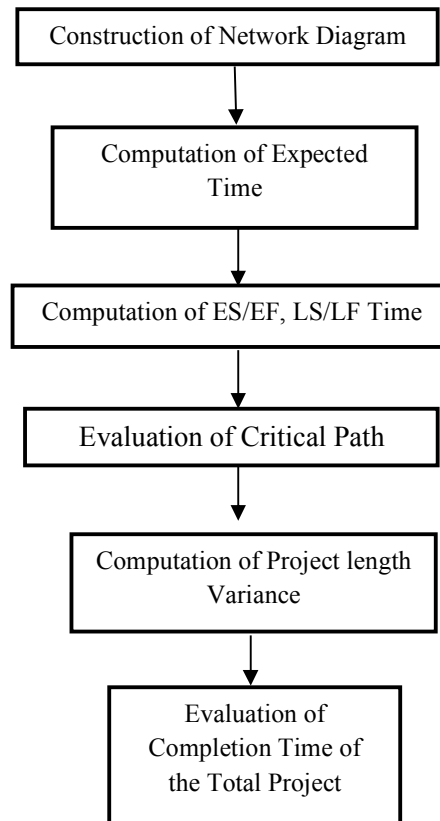 Construction of Network Diagram
Computation of Expected
Time
Computation of ES/EF, LS/LF Time
Evaluation of Critical Path
Computation of Project length
Variance
Evaluation of
Completion Time of
the Total Project